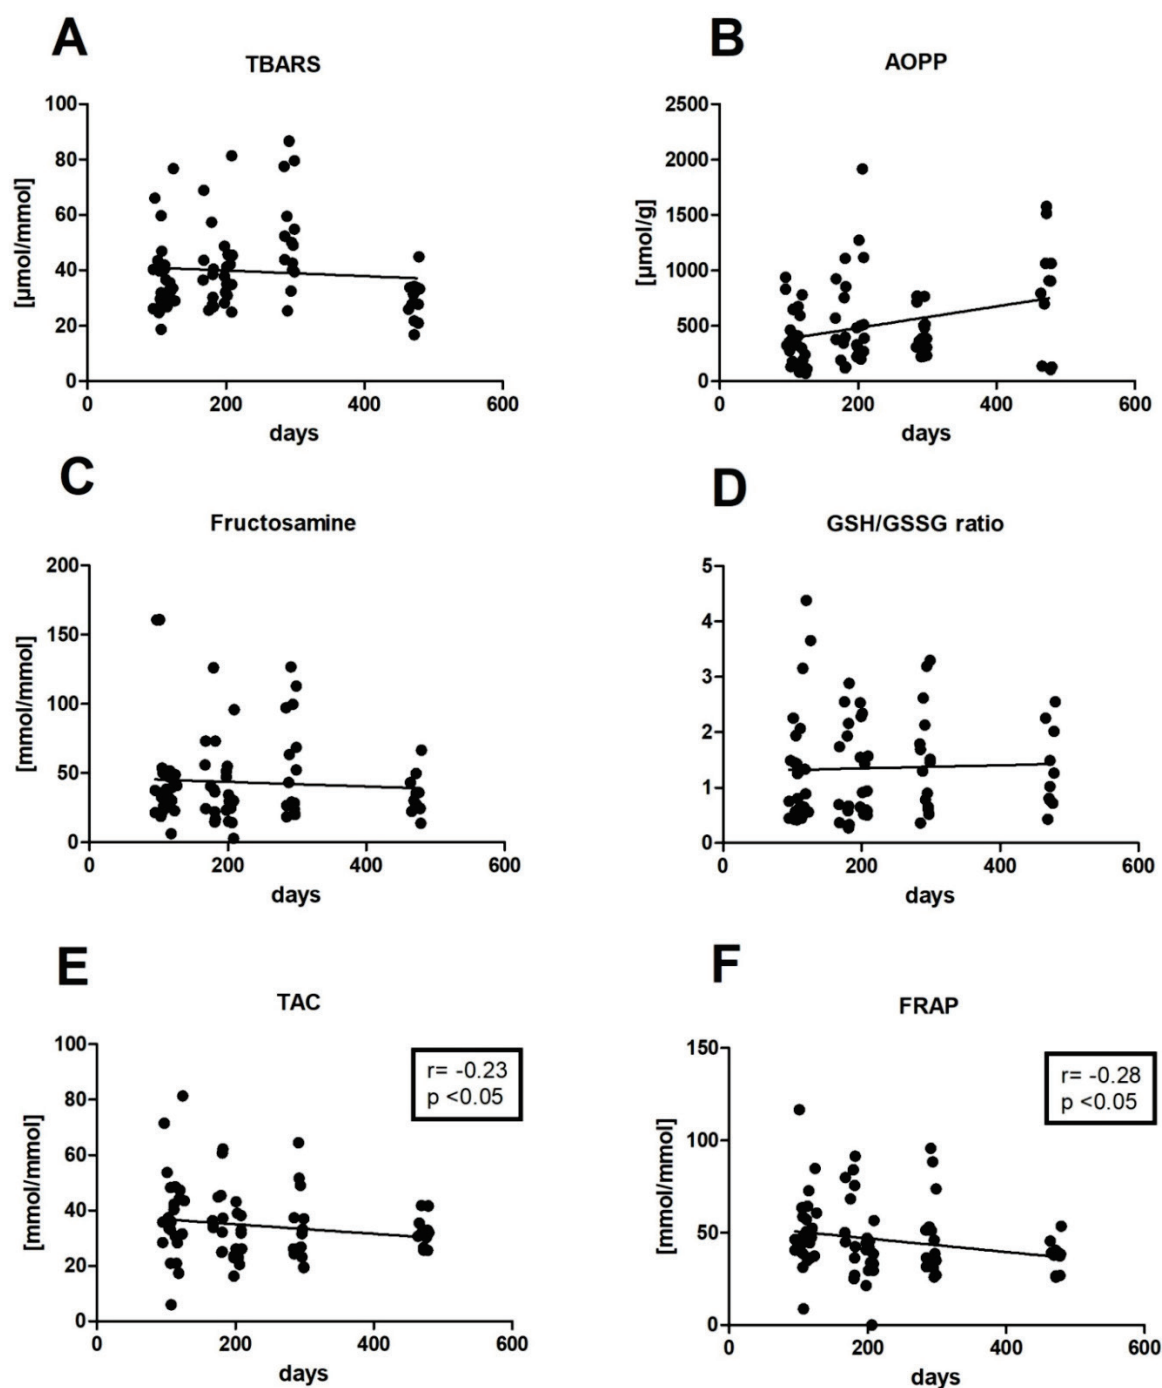 A
TBARS
[µmol/mmol]
100
80
60
40
20
0
0 200 400 600
days
B
AOPP
[µmol/g]
2500
2000
1500
1000
500
0
0 200 400 600
days
C
Fructosamine
[mmol/mmol]
200
150
100
50
0
0 200 400 600
days
D
GSH/GSSG ratio
5
4
3
2
1
0
0 200 400 600
days
E
TAC
[mmol/mmol]
100
80
60
40
20
0
0 200 400 600
days
r= -0.23
p <0.05
F
FRAP
[mmol/mmol]
150
100
50
0
0 200 400 600
days
r= -0.28
p <0.05